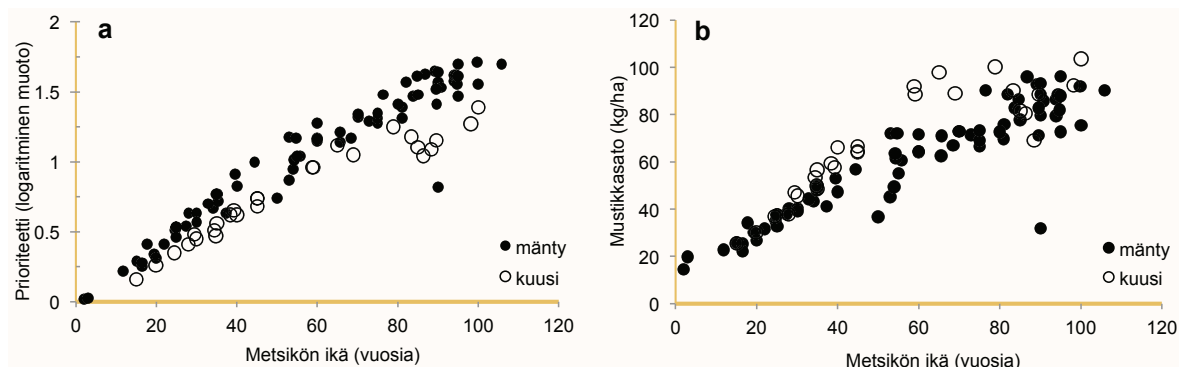 a
Prioriteetti (logaritminen muoto)
2
1.5
1
0.5
0
0 20 40 60 80 100 120
Metsikön ikä (vuosia)
mänty
kuusi
b
Mustikkasato (kg/ha)
120
100
80
60
40
20
0
0 20 40 60 80 100 120
Metsikön ikä (vuosia)
mänty
kuusi